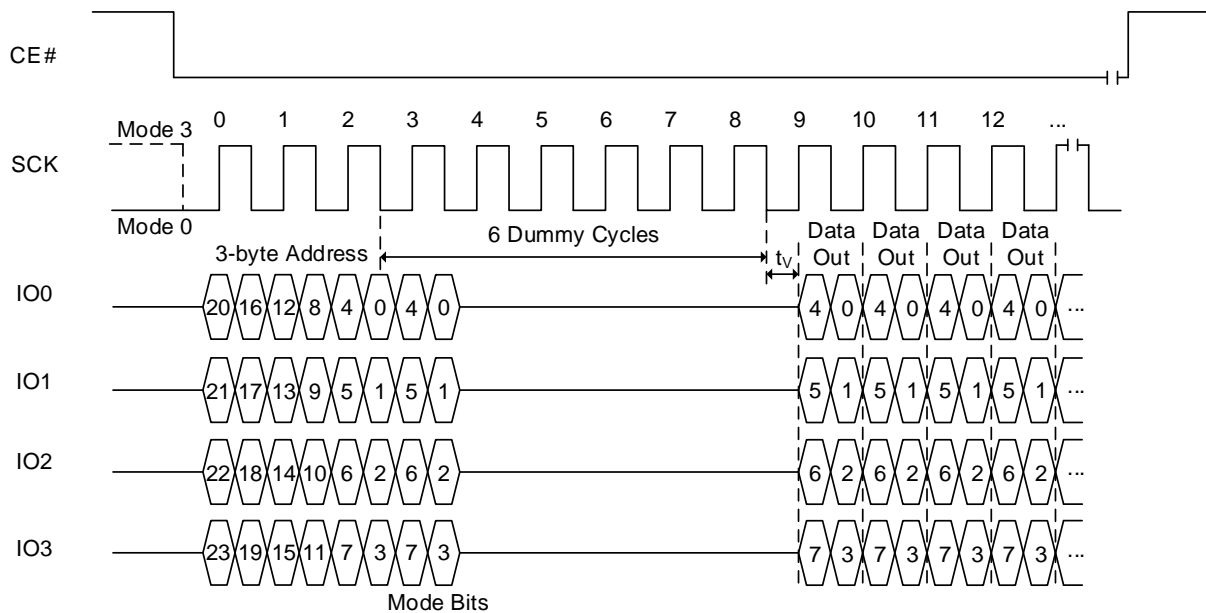 CE#
0 1 2 3 4 5 6 7 8 9 10 11 12 ...
Mode 3
SCK
Mode 0
3-byte Address
6 Dummy Cycles
tV
Data Out Data Out Data Out Data Out
IO0 20 16 12 8 4 0 4 0 4 0 4 0 4 0 4 0 ...
IO1 21 17 13 9 5 1 5 1 5 1 5 1 5 1 5 1 ...
IO2 22 18 14 10 6 2 6 2 6 2 6 2 6 2 6 2 ...
IO3 23 19 15 11 7 3 7 3 7 3 7 3 7 3 7 3 ...
Mode Bits